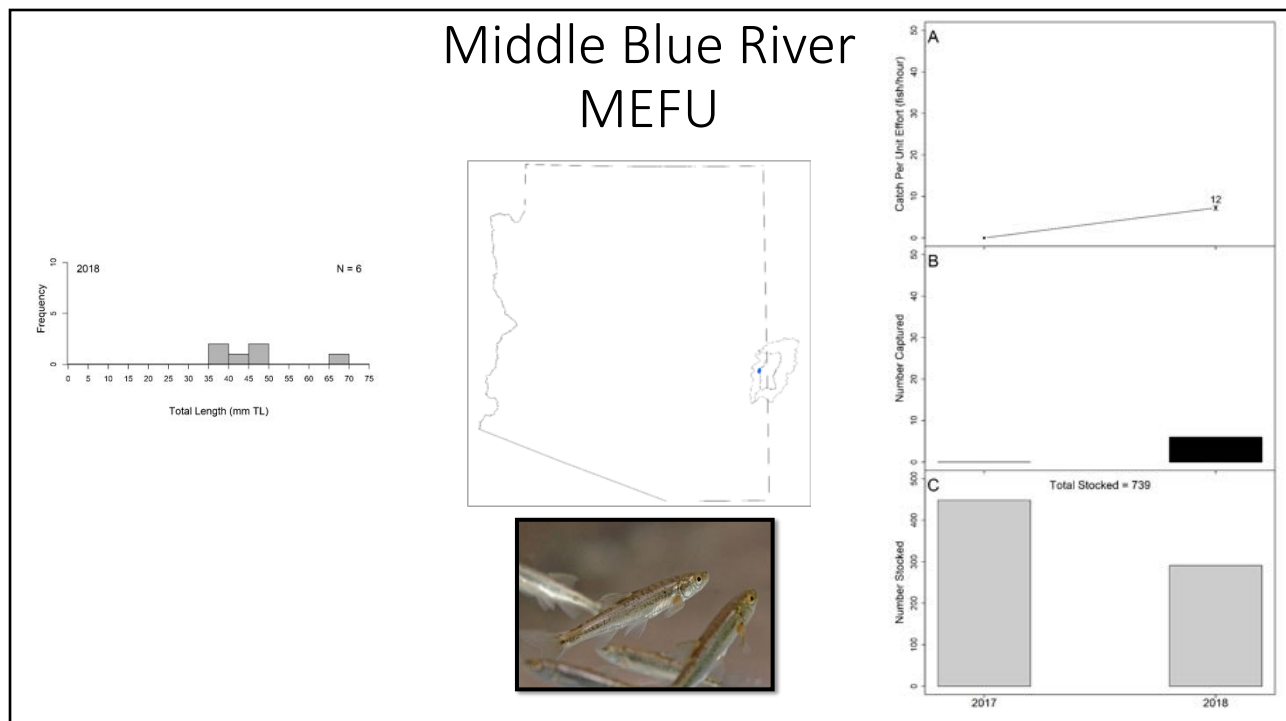 Middle Blue River
MEFU
2018
N = 6
Frequency
10
5
0
0 5 10 15 20 25 30 35 40 45 50 55 60 65 70 75
Total Length (mm TL)
A
Catch Per Unit Effort (fish/hour)
50
40
30
20
10
0
12
B
Number Captured
50
40
30
20
10
0
C
Total Stocked = 739
Number Stocked
500
400
300
200
100
0
2017 2018